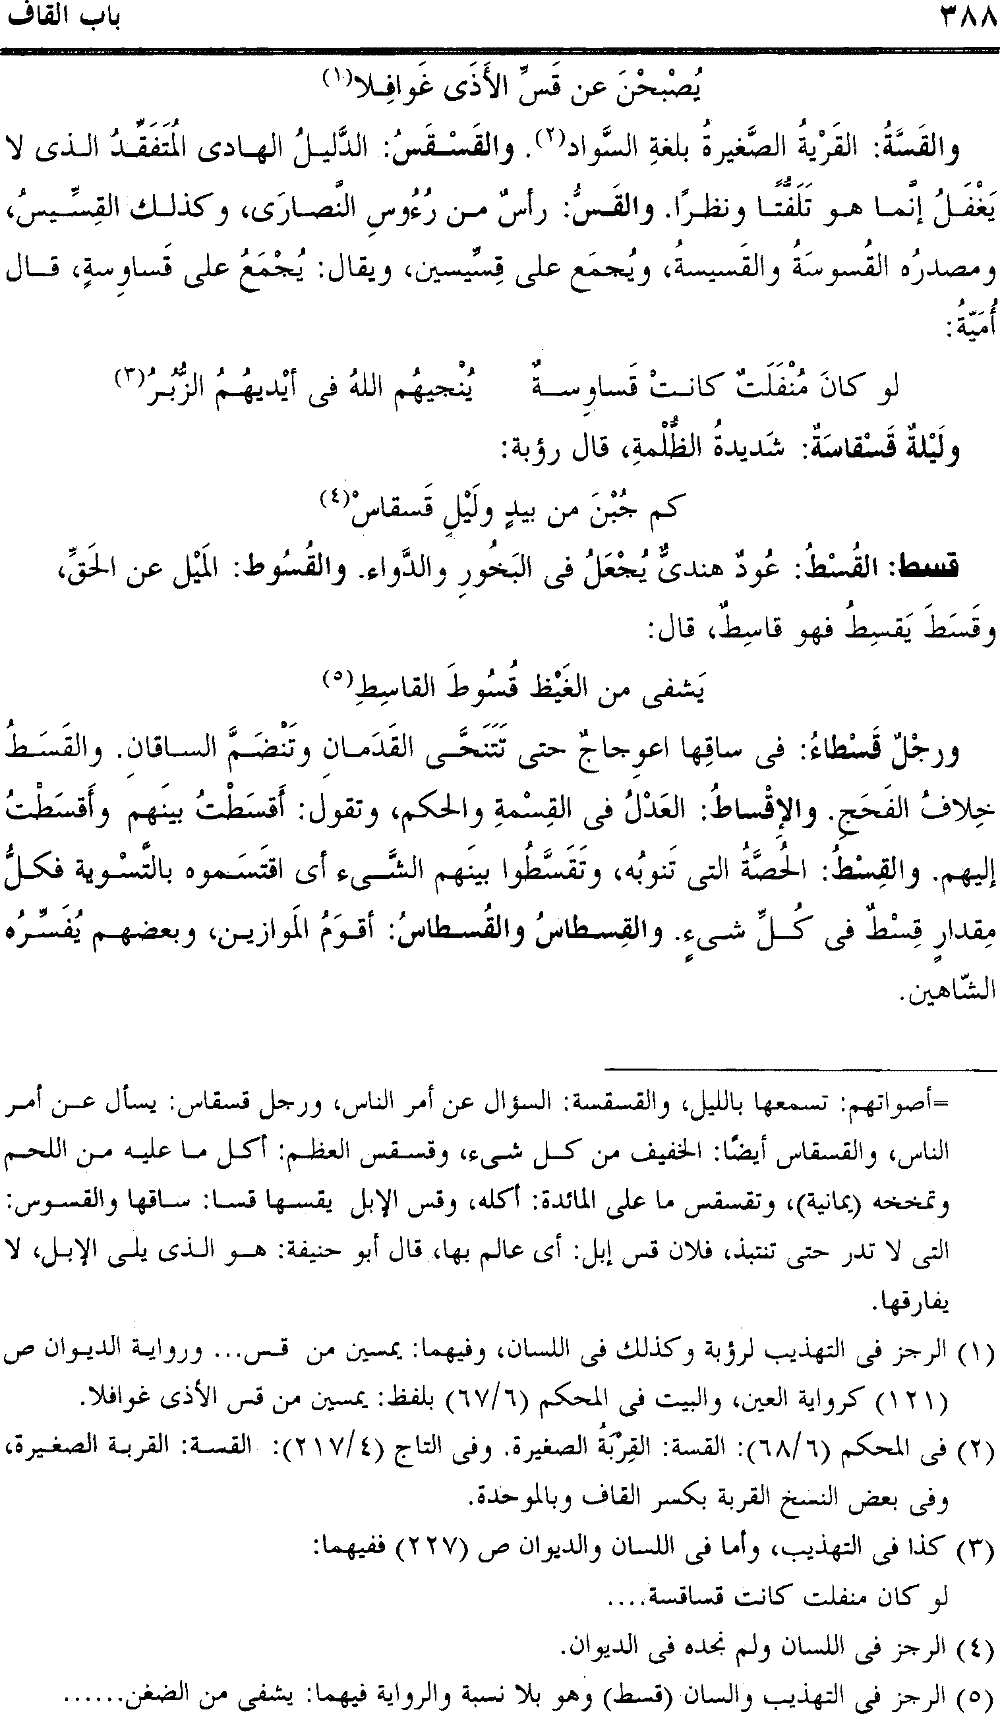 ٣٨٨ باب القاف
يُصْبحْنَ عن قَسِّ الأَذَى غَوافِلا(١)
والقَسَّةُ: القَرْيةُ الصَّغيرةُ بلغةِ السَّواد(٢). والقَسْقَسُ: الدَّليلُ الهادى المُتَفَقِّدُ الذى لا
يَغْفَلُ إنَّما هو تَلَفُّتًا ونظرًا. والقَسُّ: رأسٌ من رُءُوسِ النَّصارَى، وكذلك القِسِّيسُ،
ومصدرُه القُسوسَةُ والقَسيسةُ، ويُجمَع على قِسِّيسين، ويقال: يُجْمَعُ على قَساوِسةٍ، قال
أُمَيّةُ:
لو كانَ مُنْفَلَتٌ كانتْ قَساوِسةٌ يُنْجيهُم اللهُ فى أيْديهُمُ الزُّبُرُ(٣)
ولَيْلةٌ قَسْقاسَةٌ: شَديدةُ الظُّلْمةِ، قال رؤبة:
كم جُبْنَ من بيدٍ ولَيْلٍ قَسقاسْ(٤)
قسط: القُسْطُ: عُودٌ هندىٌّ يُجْعَلُ فى البَخُورِ والدَّواء. والقُسُوط: المَيْل عن الحَقِّ،
وقَسَطَ يَقسِطُ فهو قاسِطٌ، قال:
يَشفى من الغَيْظ قُسُوطَ القاسِطِ(٥)
ورِجْلٌ قَسْطاءُ: فى ساقِها اعوِجاجٌ حتى تَتَنَحَّى القَدَمانِ وتَنْضَمَّ الساقانِ. والقَسَطُ
خِلافُ الفَحَجِ. والإِقْساطُ: العَدْلُ فى القِسْمةِ والحكم، وتقول: أَقسَطْتُ بينَهم وأَقسَطْتُ
إليهم. والقِسْطُ: الحُصَّةُ التى تَنوبُه، وتَقَسَّطُوا بينَهم الشَّىء أى اقتَسَموه بالتَّسْوية فكلُّ
مِقدارٍ قِسْطٌ فى كُلِّ شىءٍ. والقِسطاسُ والقُسطاسُ: أقوَمُ المَوازين، وبعضهم يُفَسِّرُه
الشّاهين.
=أصواتهم: تسمعها بالليل، والقسقسة: السؤال عن أمر الناس، ورجل قسقاس: يسأل عن أمر
الناس، والقسقاس أيضًا: الخفيف من كل شىء، وقسقس العظم: أكل ما عليه من اللحم
وتمخخه (يمانية)، وتقسقس ما على المائدة: أكله، وقس الإبل يقسها قسا: ساقها والقسوس:
التى لا تدر حتى تنتبذ، فلان قس إبل: أى عالم بها، قال أبو حنيفة: هو الذى يلى الإبل، لا
يفارقها.
(١) الرجز فى التهذيب لرؤبة وكذلك فى اللسان، وفيهما: يمسين من قس... ورواية الديوان ص
(١٢١) كرواية العين، والبيت فى المحكم (٦٧/٦) بلفظ: يمسين من قس الأذى غوافلا.
(٢) فى المحكم (٦٨/٦): القسة: القِرْبَةُ الصغيرة. وفى التاج (٢١٧/٤): القسة: القربة الصغيرة،
وفى بعض النسخ القربة بكسر القاف وبالموحدة.
(٣) كذا فى التهذيب، وأما فى اللسان والديوان ص (٢٢٧) ففيهما:
لو كان منفلت كانت قساقسة....
(٤) الرجز فى اللسان ولم نجده فى الديوان.
(٥) الرجز فى التهذيب والسان (قسط) وهو بلا نسبة والرواية فيهما: يشفى من الضغن......